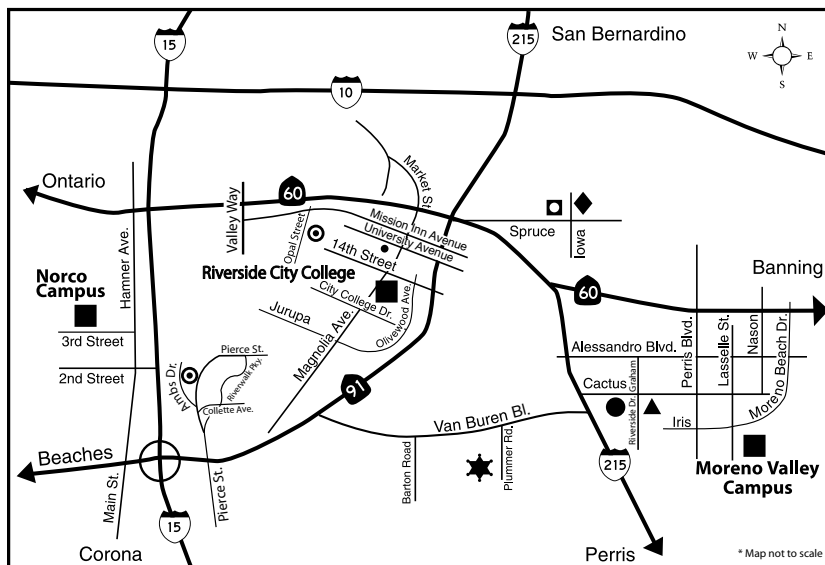 15
215
San Bernardino
N
W
E
S
10
Ontario
60
Hamner Ave.
Valley Way
Market St.
Mission Inn Avenue
University Avenue
Opal Street
14th Street
Riverside City College
City College Dr.
Olivewood Ave.
Jurupa
Magnolia Ave.
Spruce
Iowa
Norco
Campus
3rd Street
2nd Street
Banning
60
Alessandro Blvd.
Perris Blvd.
Lasselle St.
Nason
Moreno Beach Dr.
Cactus
Graham
Riverside Dr.
Iris
Pierce St.
Riverwalk Pky.
Ambs Dr.
Collette Ave.
91
Van Buren Bl.
Beaches
Main St.
Pierce St.
Barton Road
Plummer Rd.
215
Moreno Valley
Campus
15
Corona
Perris
* Map not to scale